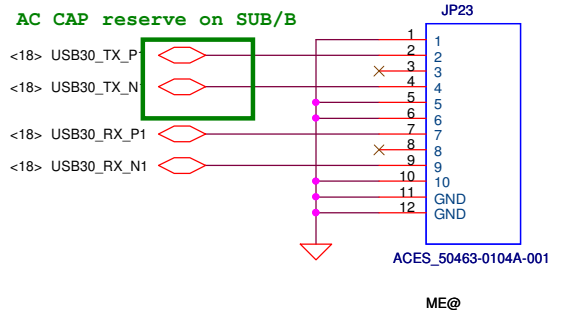 AC CAP reserve on SUB/B
JP23
<18> USB30_TX_P1
<18> USB30_TX_N1
<18> USB30_RX_P1
<18> USB30_RX_N1
1 1
2 2
3 3
4 4
5 5
6 6
7 7
8 8
9 9
10 10
11 GND
12 GND
ACES_50463-0104A-001
ME@